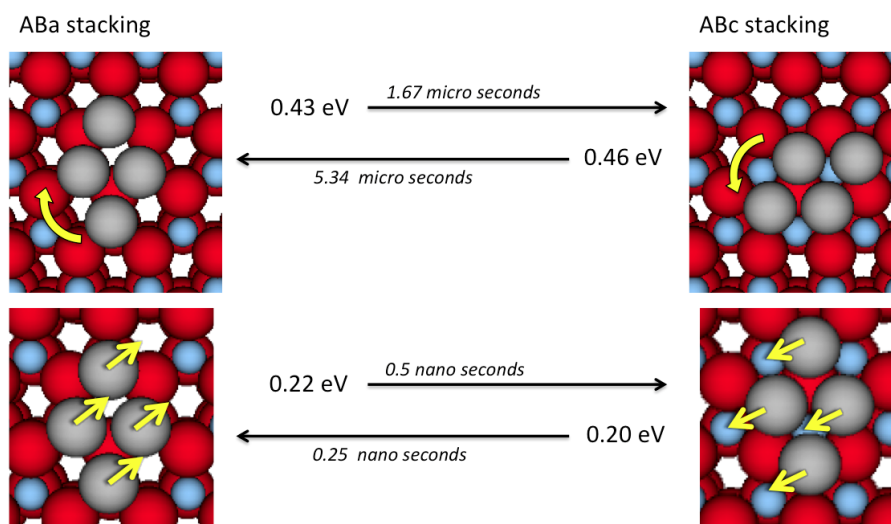 ABa stacking
ABc stacking
1.67 micro seconds
0.43 eV
0.46 eV
5.34 micro seconds
0.5 nano seconds
0.22 eV
0.20 eV
0.25 nano seconds